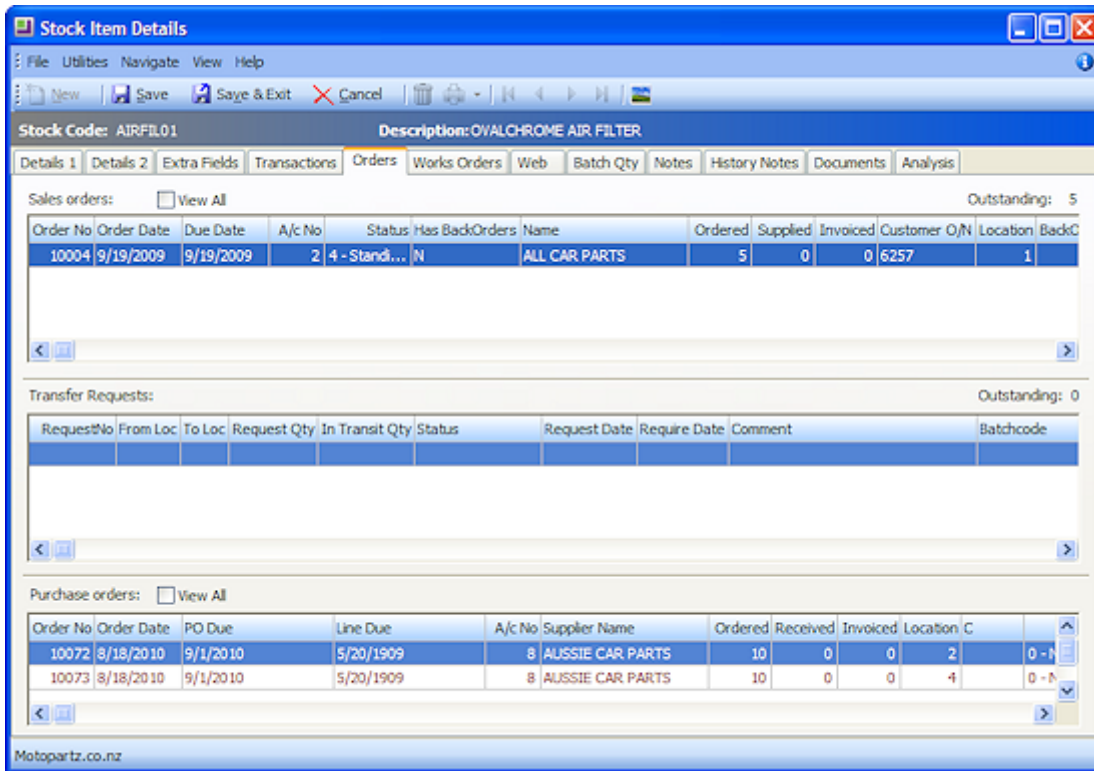 Stock Item Details
File Utilities Navigate View Help
New Save Save & Exit Cancel
Stock Code: AIRFIL01 Description: OVALCHROME AIR FILTER
Details 1 Details 2 Extra Fields Transactions Orders Works Orders Web Batch Qty Notes History Notes Documents Analysis
Sales orders: View All Outstanding: 5
Order No Order Date Due Date A/c No Status Has BackOrders Name Ordered Supplied Invoiced Customer O/N Location BackO
10004 9/19/2009 9/19/2009 2 4 - Standi... N ALL CAR PARTS 5 0 0 6257 1
Transfer Requests: Outstanding: 0
RequestNo From Loc To Loc Request Qty In Transit Qty Status Request Date Require Date Comment Batchcode
Purchase orders: View All
Order No Order Date PO Due Line Due A/c No Supplier Name Ordered Received Invoiced Location C
10072 8/18/2010 9/1/2010 5/20/1909 8 AUSSIE CAR PARTS 10 0 0 2 0 - N
10073 8/18/2010 9/1/2010 5/20/1909 8 AUSSIE CAR PARTS 10 0 0 4 0 - N
Motopartz.co.nz